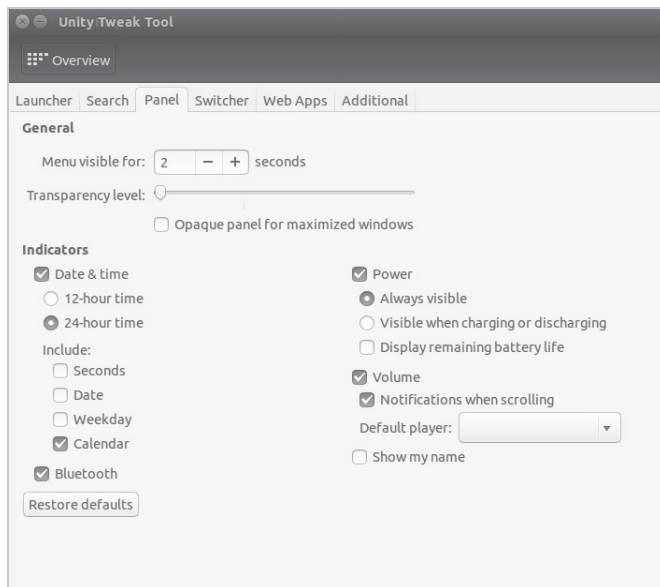 Unity Tweak Tool
Overview
Launcher Search Panel Switcher Web Apps Additional
General
Menu visible for: 2 − + seconds
Transparency level:
Opaque panel for maximized windows
Indicators
Date & time
12-hour time
24-hour time
Include:
Seconds
Date
Weekday
Calendar
Bluetooth
Restore defaults
Power
Always visible
Visible when charging or discharging
Display remaining battery life
Volume
Notifications when scrolling
Default player:
Show my name